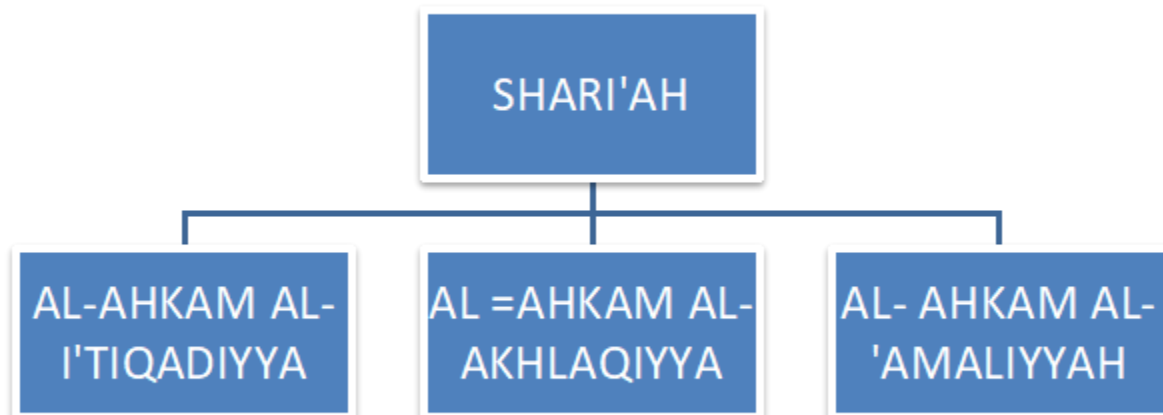 SHARI'AH
AL-AHKAM AL-
I'TIQADIYYA
AL =AHKAM AL-
AKHLAQIYYA
AL- AHKAM AL-
'AMALIYYAH